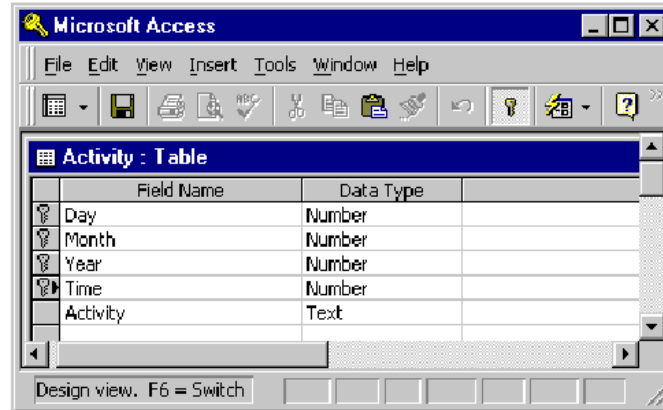 Microsoft Access
File Edit View Insert Tools Window Help
Activity : Table
Field Name Data Type
Day Number
Month Number
Year Number
Time Number
Activity Text
Design view. F6 = Switch